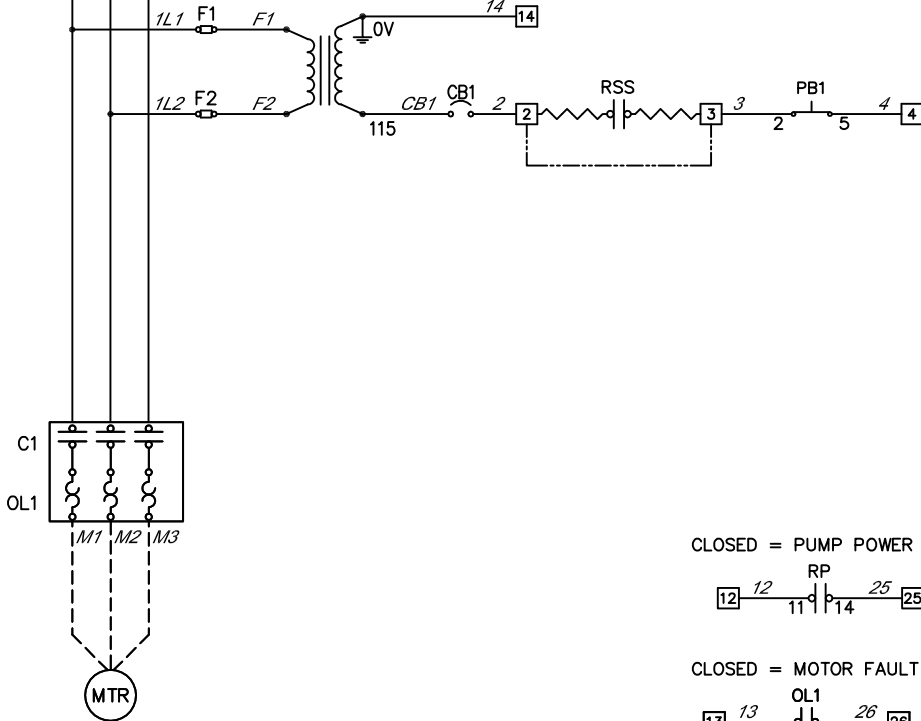 14
14
1L1 F1 F1
0V
1L2 F2 F2
CB1 CB1 2
2
RSS
3
3
PB1
4
4
115
2 5
C1
OL1
M1 M2 M3
MTR
CLOSED = PUMP POWER
RP
12 12
25 25
11 14
CLOSED = MOTOR FAULT
OL1
13 13
26 26